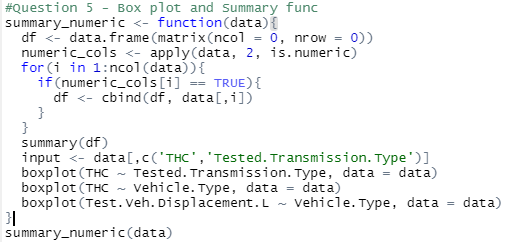 #Question 5 - Box plot and Summary func
summary_numeric <- function(data){
  df <- data.frame(matrix(ncol = 0, nrow = 0))
  numeric_cols <- apply(data, 2, is.numeric)
  for(i in 1:ncol(data)){
    if(numeric_cols[i] == TRUE){
      df <- cbind(df, data[,i])
    }
  }
  summary(df)
  input <- data[,c('THC','Tested.Transmission.Type')]
  boxplot(THC ~ Tested.Transmission.Type, data = data)
  boxplot(THC ~ Vehicle.Type, data = data)
  boxplot(Test.Veh.Displacement.L ~ Vehicle.Type, data = data)
}
summary_numeric(data)